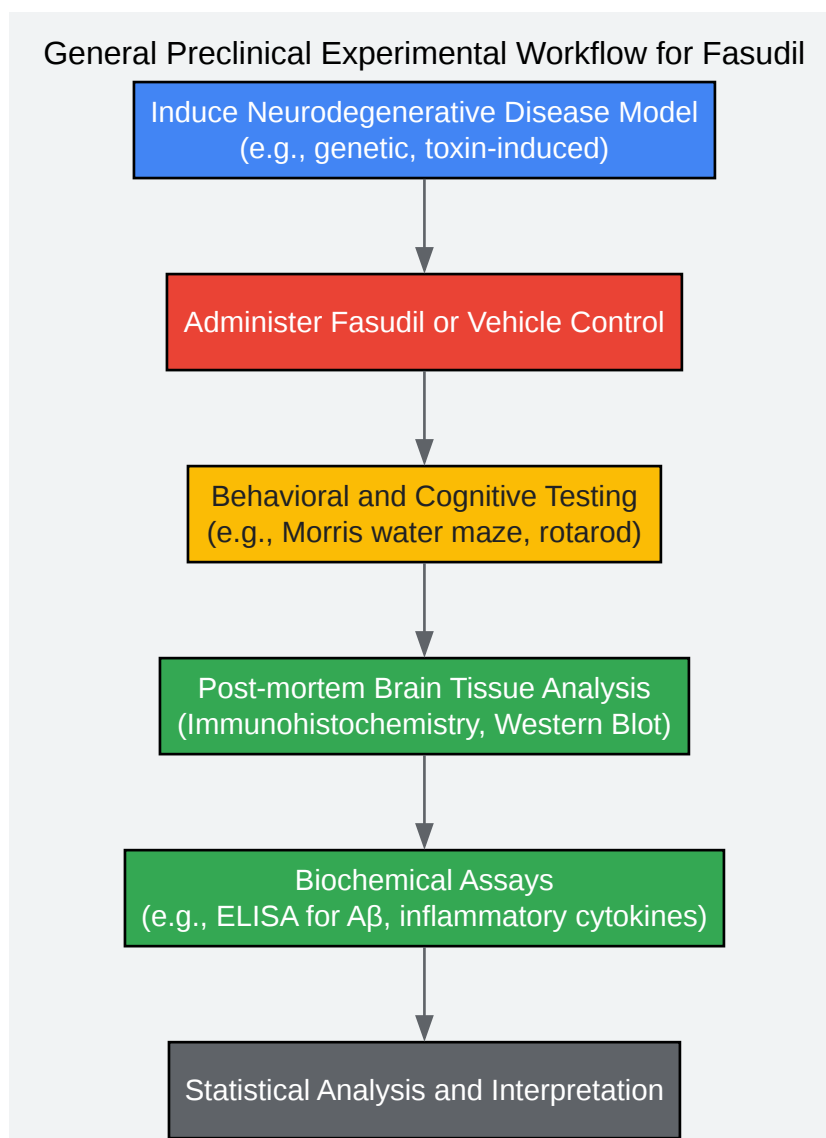 General Preclinical Experimental Workflow for Fasudil
Induce Neurodegenerative Disease Model
(e.g., genetic, toxin-induced)
Administer Fasudil or Vehicle Control
Behavioral and Cognitive Testing
(e.g., Morris water maze, rotarod)
Post-mortem Brain Tissue Analysis
(Immunohistochemistry, Western Blot)
Biochemical Assays
(e.g., ELISA for Aβ, inflammatory cytokines)
Statistical Analysis and Interpretation